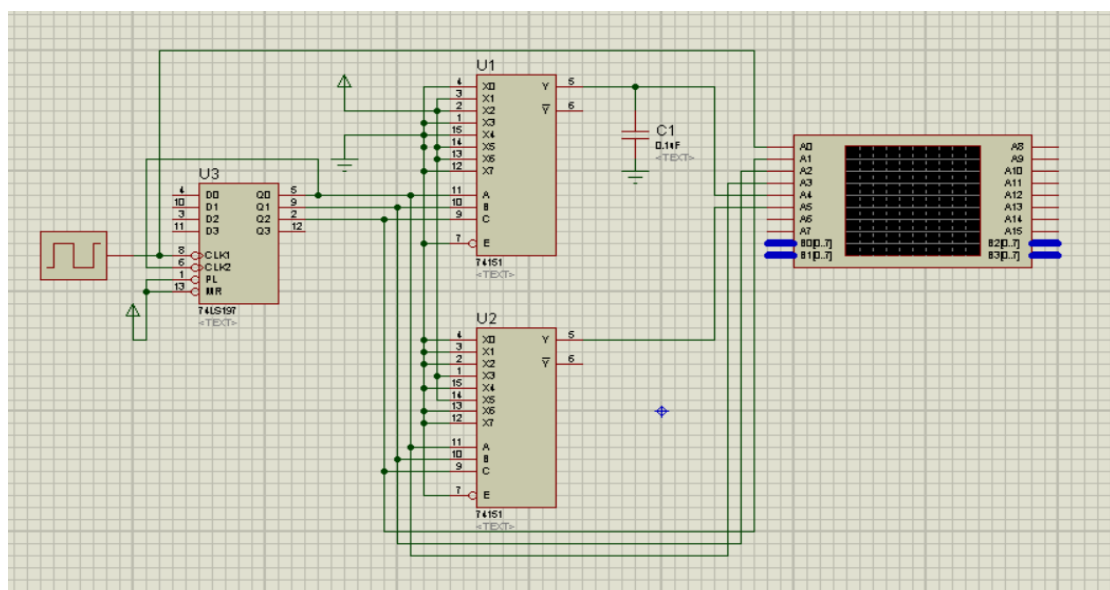 U1
4 X0 Y 5
3 X1
2 X2 Y 6
1 X3
15 X4
14 X5
13 X6
12 X7
11 A
10 B
9 C
7 E
74151
<TEXT>
C1
<TEXT>
A0 A8
A1 A9
A2 A10
A3 A11
A4 A12
A5 A13
A6 A14
A7 A15
B0[0..7] B2[0..7]
B1[0..7] B3[0..7]
U3
4 D0 Q0 5
10 D1 Q1 9
3 D2 Q2 2
11 D3 Q3 12
8 CLK1
6 CLK2
1 PL
13 MR
74LS197
<TEXT>
U2
4 X0 Y 5
3 X1
2 X2 Y 6
1 X3
15 X4
14 X5
13 X6
12 X7
11 A
10 B
9 C
7 E
74151
<TEXT>